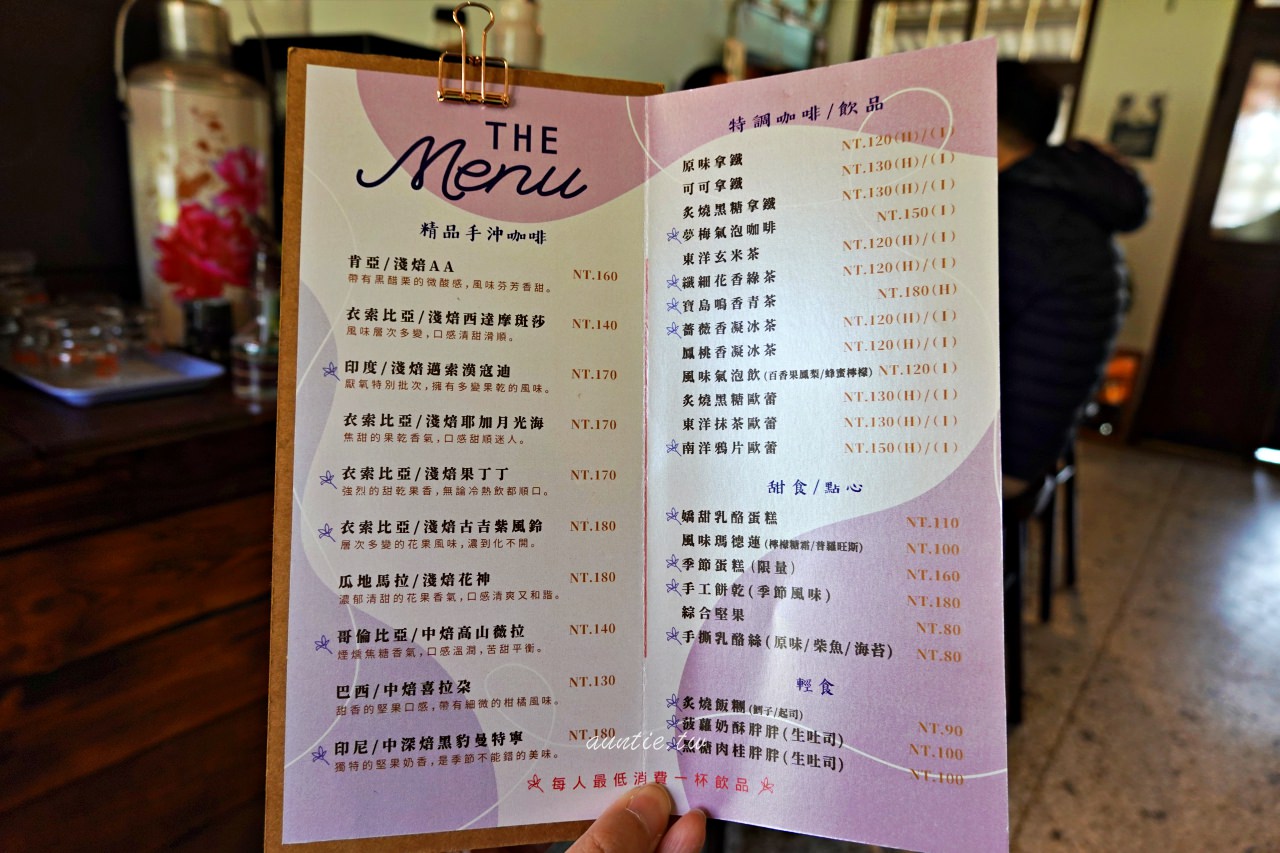 THE
Menu
精品手沖咖啡
肯亞/淺焙AA NT.160
帶有黑醋栗的微酸感,風味芬芳香甜。
衣索比亞/淺焙西達摩斑莎 NT.140
風味層次多變,口感清甜滑順。
印度/淺焙邁索漢寇迪 NT.170
厭氧特別批次,擁有多變果乾的風味。
衣索比亞/淺焙耶加月光海 NT.170
焦甜的果乾香氣,口感甜順迷人。
衣索比亞/淺焙果丁丁 NT.170
強烈的甜乾果香,無論冷熱飲都順口。
衣索比亞/淺焙古吉紫風鈴 NT.180
層次多變的花果風味,濃到化不開。
瓜地馬拉/淺焙花神 NT.180
濃郁清甜的花果香氣,口感清爽又和諧。
哥倫比亞/中焙高山薇拉 NT.140
煙燻焦糖香氣,口感溫潤,苦甜平衡。
巴西/中焙喜拉朵 NT.130
甜香的堅果口感,帶有細微的柑橘風味。
印尼/中深焙黑豹曼特寧 NT.180
獨特的堅果奶香,是季節不能錯的美味。
特調咖啡/飲品
原味拿鐵 NT.120(H)/(I)
可可拿鐵 NT.130(H)/(I)
炙燒黑糖拿鐵 NT.130(H)/(I)
夢梅氣泡咖啡 NT.150(I)
東洋玄米茶 NT.120(H)/(I)
纖細花香綠茶 NT.120(H)/(I)
寶島鳴香青茶 NT.180(H)
薔薇香凝冰茶 NT.120(H)/(I)
鳳桃香凝冰茶 NT.120(H)/(I)
風味氣泡飲(百香果鳳梨/蜂蜜檸檬) NT.120(I)
炙燒黑糖歐蕾 NT.130(H)/(I)
東洋抹茶歐蕾 NT.130(H)/(I)
南洋鴉片歐蕾 NT.150(H)/(I)
甜食/點心
嬌甜乳酪蛋糕 NT.110
風味瑪德蓮(檸檬糖霜/普羅旺斯) NT.100
季節蛋糕(限量) NT.160
手工餅乾(季節風味) NT.180
綜合堅果 NT.80
手撕乳酪絲(原味/柴魚/海苔) NT.80
輕食
炙燒飯糰 NT.90
菠蘿奶酥胖胖(生吐司) NT.100
黑糖肉桂胖胖(生吐司) NT.100
每人最低消費一杯飲品
auntie.tw